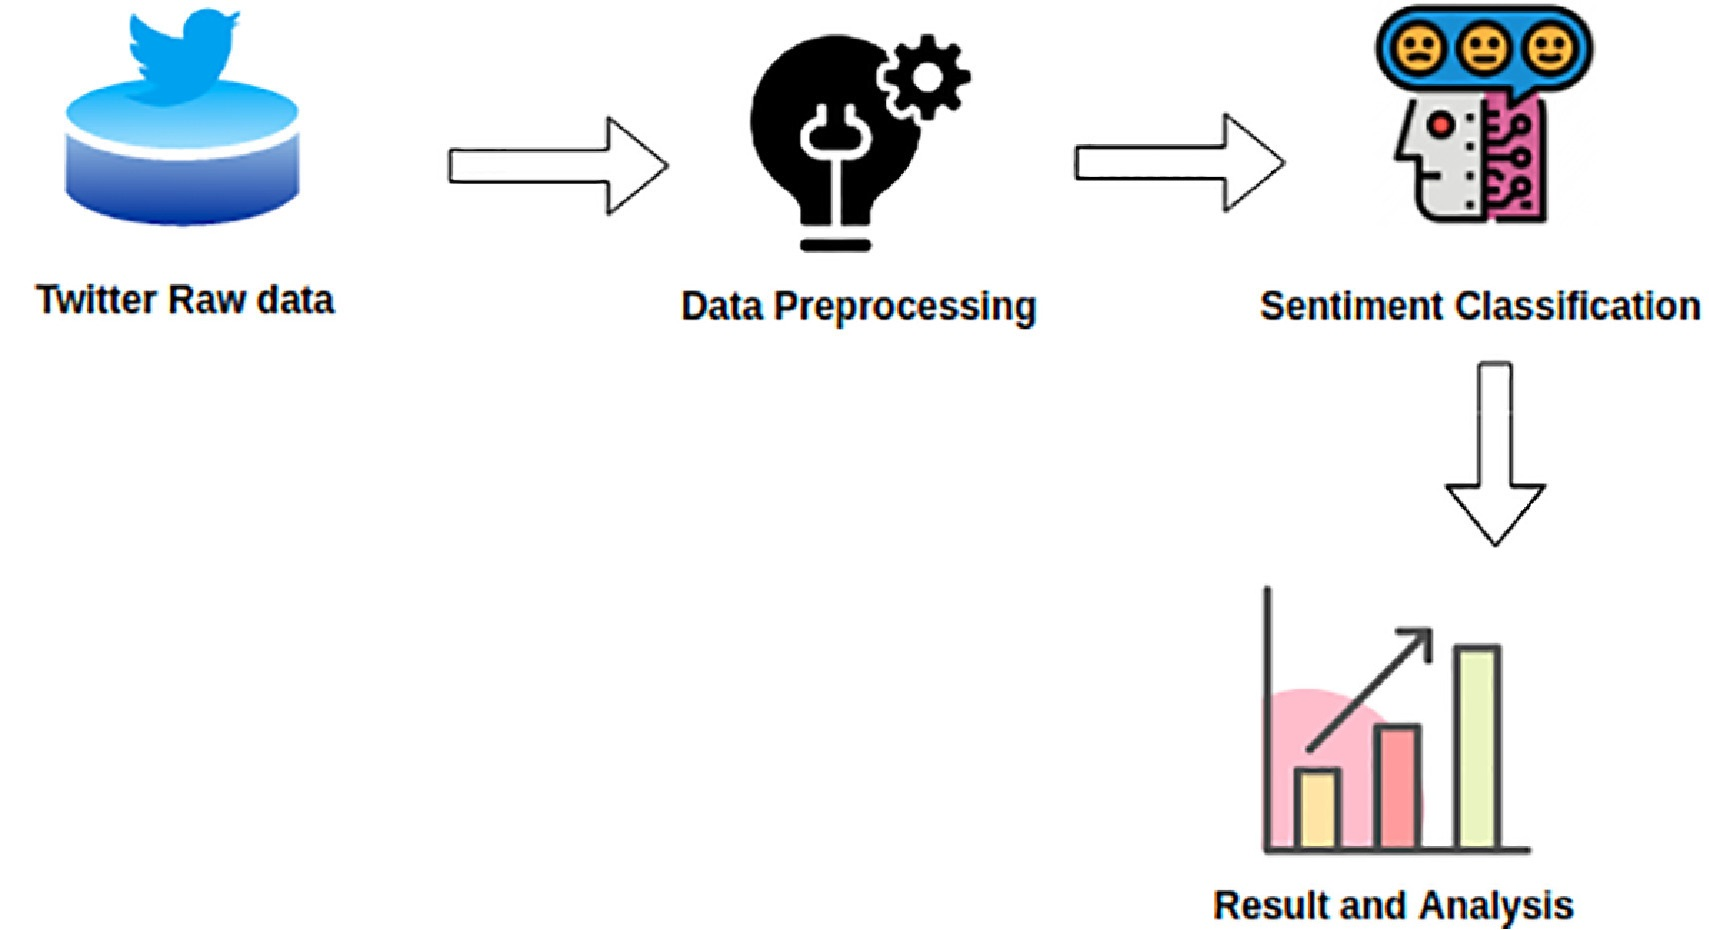 Twitter Raw data
Data Preprocessing
Sentiment Classification
Result and Analysis